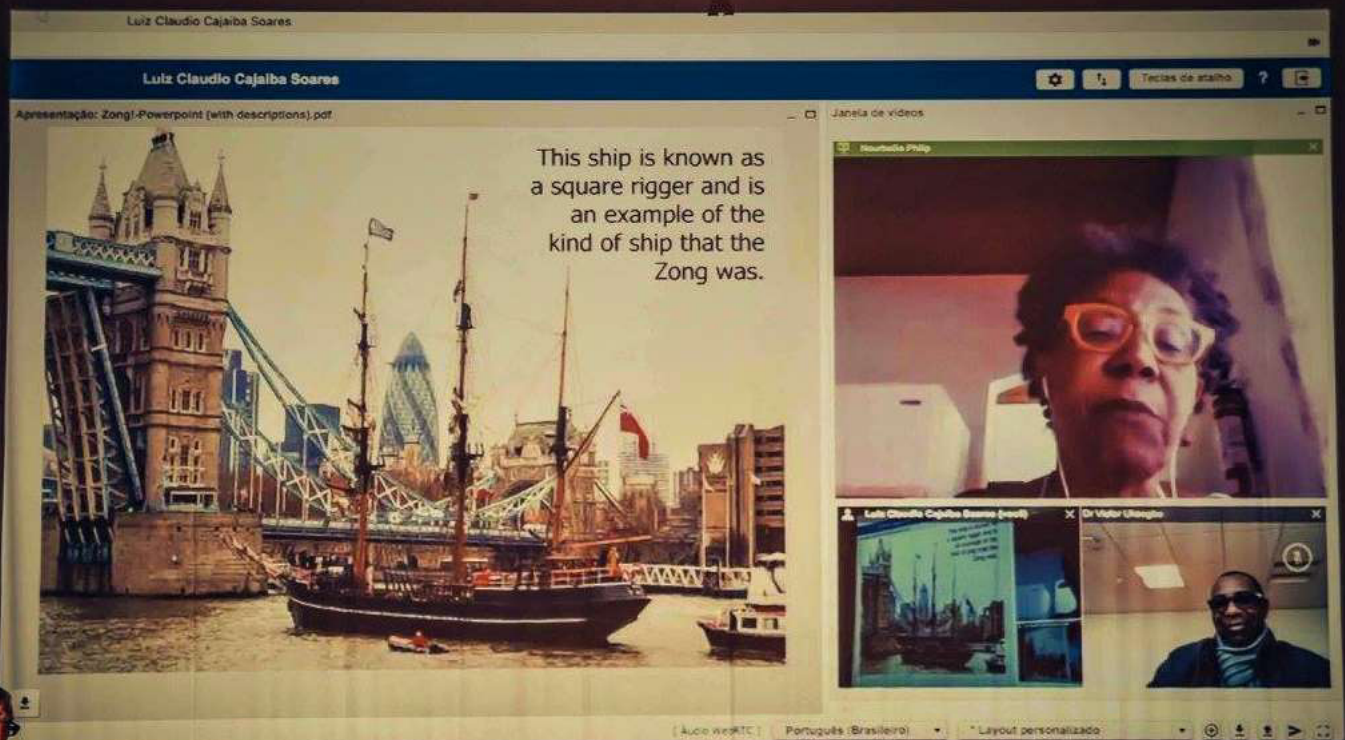 Luiz Claudio Cajaiba Soares
Luiz Claudio Cajaiba Soares
Teclas de atalho ?
Apresentação: Zong!-Powerpoint (with descriptions).pdf
This ship is known as
a square rigger and is
an example of the
kind of ship that the
Zong was.
Janela de vídeos
Nourbese Philip
Luiz Claudio Cajaiba Soares (você)
Dr Victor
[ Áudio WebRTC ]
Português (Brasileiro)
* Layout personalizado